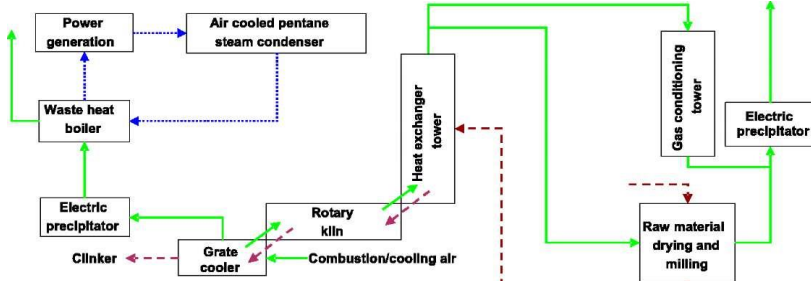 Power
generation
Air cooled pentane
steam condenser
Waste heat
boiler
Electric
precipitator
Clinker
Grate
cooler
Rotary
kiln
Combustion/cooling air
Heat exchanger
tower
Gas conditioning
tower
Electric
precipitator
Raw material
drying and
milling